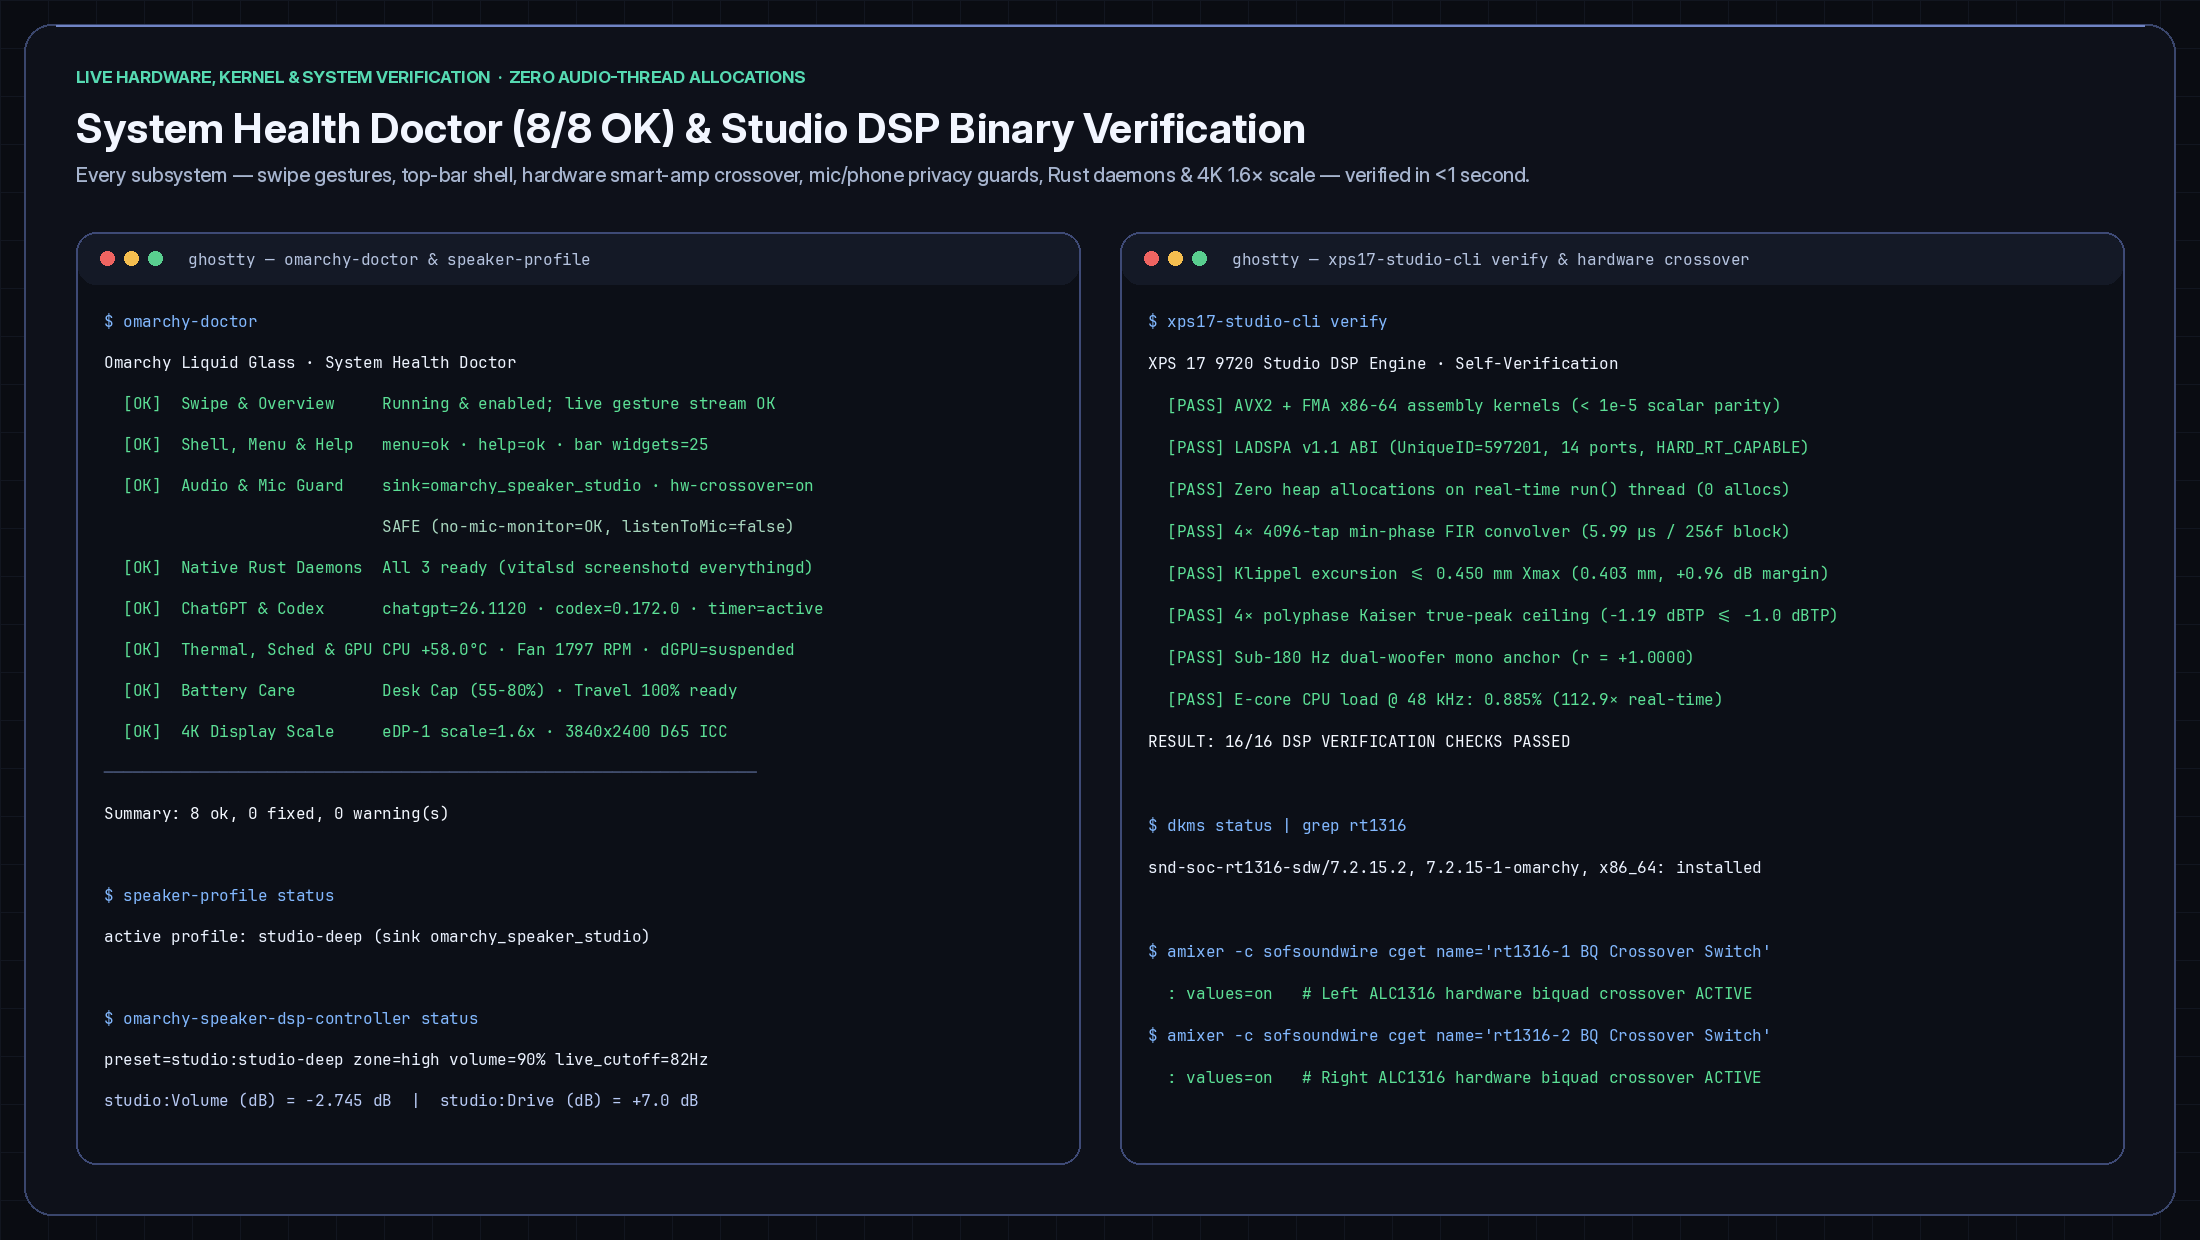 LIVE HARDWARE, KERNEL & SYSTEM VERIFICATION · ZERO AUDIO-THREAD ALLOCATIONS
System Health Doctor (8/8 OK) & Studio DSP Binary Verification
Every subsystem — swipe gestures, top-bar shell, hardware smart-amp crossover, mic/phone privacy guards, Rust daemons & 4K 1.6× scale — verified in <1 second.
ghostty — omarchy-doctor & speaker-profile
$ omarchy-doctor
Omarchy Liquid Glass · System Health Doctor
[OK] Swipe & Overview Running & enabled; live gesture stream OK
[OK] Shell, Menu & Help menu=ok · help=ok · bar widgets=25
[OK] Audio & Mic Guard sink=omarchy_speaker_studio · hw-crossover=on
SAFE (no-mic-monitor=OK, listenToMic=false)
[OK] Native Rust Daemons All 3 ready (vitalsd screenshotd everythingd)
[OK] ChatGPT & Codex chatgpt=26.1120 · codex=0.172.0 · timer=active
[OK] Thermal, Sched & GPU CPU +58.0°C · Fan 1797 RPM · dGPU=suspended
[OK] Battery Care Desk Cap (55-80%) · Travel 100% ready
[OK] 4K Display Scale eDP-1 scale=1.6x · 3840x2400 D65 ICC
Summary: 8 ok, 0 fixed, 0 warning(s)
$ speaker-profile status
active profile: studio-deep (sink omarchy_speaker_studio)
$ omarchy-speaker-dsp-controller status
preset=studio:studio-deep zone=high volume=90% live_cutoff=82Hz
studio:Volume (dB) = -2.745 dB | studio:Drive (dB) = +7.0 dB
ghostty — xps17-studio-cli verify & hardware crossover
$ xps17-studio-cli verify
XPS 17 9720 Studio DSP Engine · Self-Verification
[PASS] AVX2 + FMA x86-64 assembly kernels (< 1e-5 scalar parity)
[PASS] LADSPA v1.1 ABI (UniqueID=597201, 14 ports, HARD_RT_CAPABLE)
[PASS] Zero heap allocations on real-time run() thread (0 allocs)
[PASS] 4× 4096-tap min-phase FIR convolver (5.99 µs / 256f block)
[PASS] Klippel excursion ≤ 0.450 mm Xmax (0.403 mm, +0.96 dB margin)
[PASS] 4× polyphase Kaiser true-peak ceiling (-1.19 dBTP ≤ -1.0 dBTP)
[PASS] Sub-180 Hz dual-woofer mono anchor (r = +1.0000)
[PASS] E-core CPU load @ 48 kHz: 0.885% (112.9× real-time)
RESULT: 16/16 DSP VERIFICATION CHECKS PASSED
$ dkms status | grep rt1316
snd-soc-rt1316-sdw/7.2.15.2, 7.2.15-1-omarchy, x86_64: installed
$ amixer -c sofsoundwire cget name='rt1316-1 BQ Crossover Switch'
: values=on # Left ALC1316 hardware biquad crossover ACTIVE
$ amixer -c sofsoundwire cget name='rt1316-2 BQ Crossover Switch'
: values=on # Right ALC1316 hardware biquad crossover ACTIVE